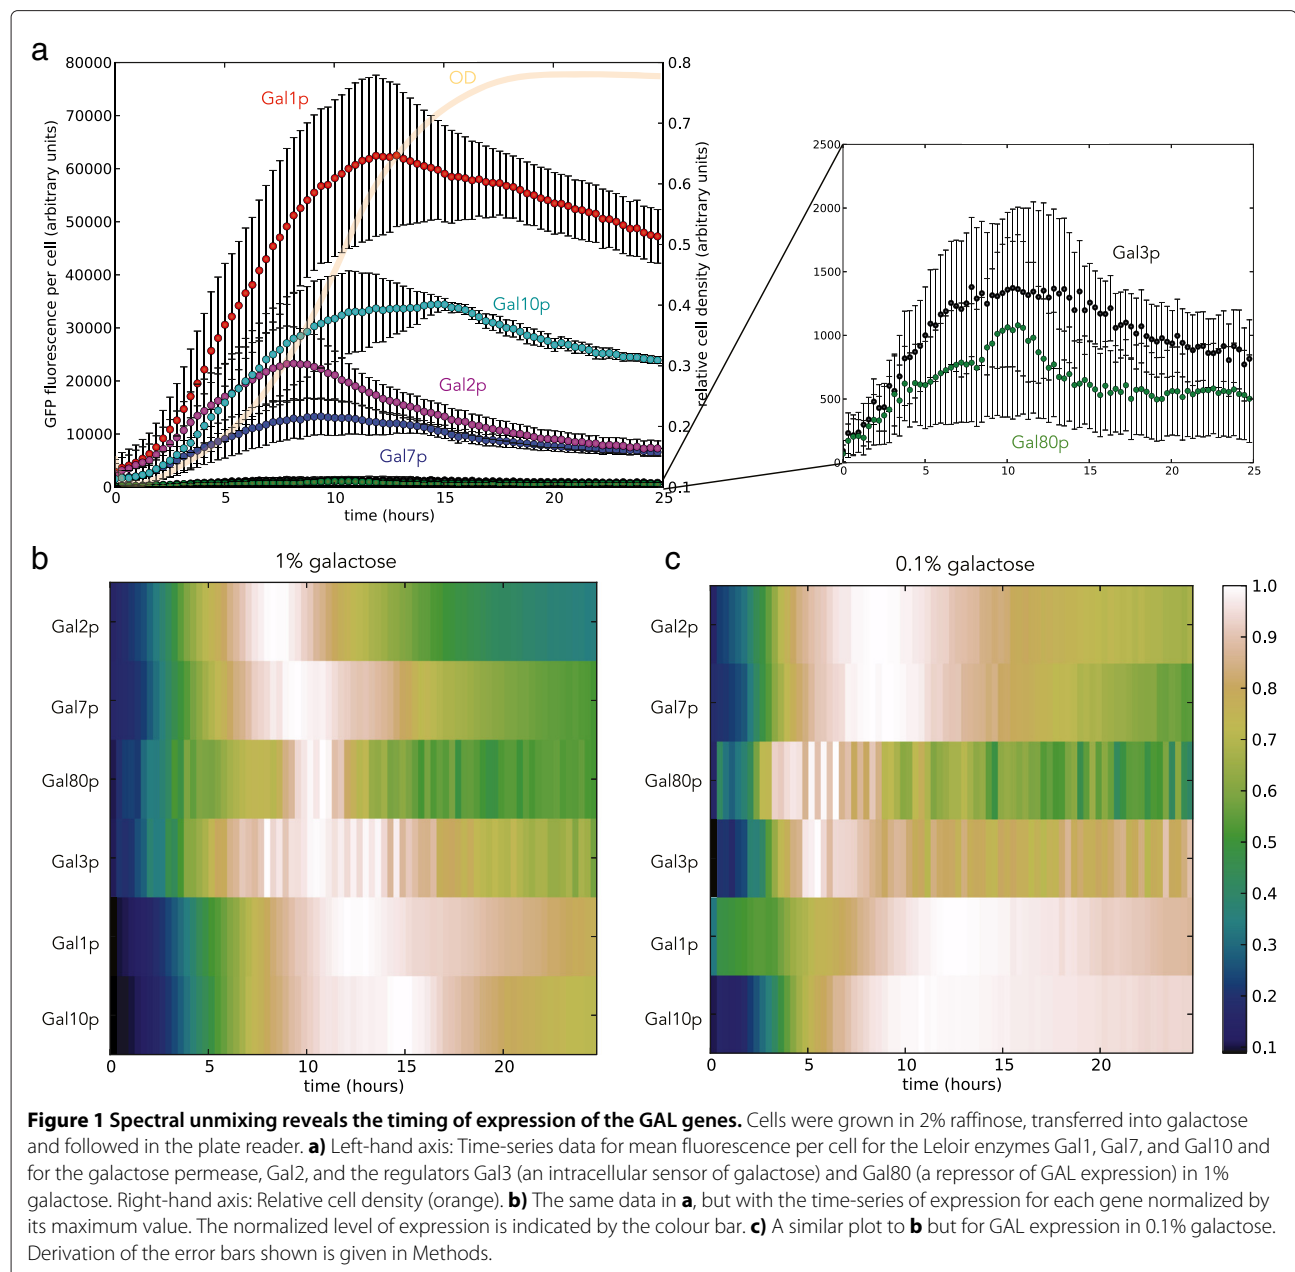 a
80000
70000
60000
50000
40000
30000
20000
10000
0
GFP fluorescence per cell (arbitrary units)
Gal1p
OD
Gal10p
Gal2p
Gal7p
0.8
0.7
0.6
0.5
0.4
0.3
0.2
0.1
relative cell density (arbitrary units)
0 5 10 15 20 25
time (hours)
2500
2000
1500
1000
500
0
Gal3p
Gal80p
0 5 10 15 20 25
b
1% galactose
Gal2p
Gal7p
Gal80p
Gal3p
Gal1p
Gal10p
0 5 10 15 20
time (hours)
c
0.1% galactose
Gal2p
Gal7p
Gal80p
Gal3p
Gal1p
Gal10p
0 5 10 15 20
time (hours)
1.0
0.9
0.8
0.7
0.6
0.5
0.4
0.3
0.2
0.1
Figure 1 Spectral unmixing reveals the timing of expression of the GAL genes. Cells were grown in 2% raffinose, transferred into galactose
and followed in the plate reader. a) Left-hand axis: Time-series data for mean fluorescence per cell for the Leloir enzymes Gal1, Gal7, and Gal10 and
for the galactose permease, Gal2, and the regulators Gal3 (an intracellular sensor of galactose) and Gal80 (a repressor of GAL expression) in 1%
galactose. Right-hand axis: Relative cell density (orange). b) The same data in a, but with the time-series of expression for each gene normalized by
its maximum value. The normalized level of expression is indicated by the colour bar. c) A similar plot to b but for GAL expression in 0.1% galactose.
Derivation of the error bars shown is given in Methods.